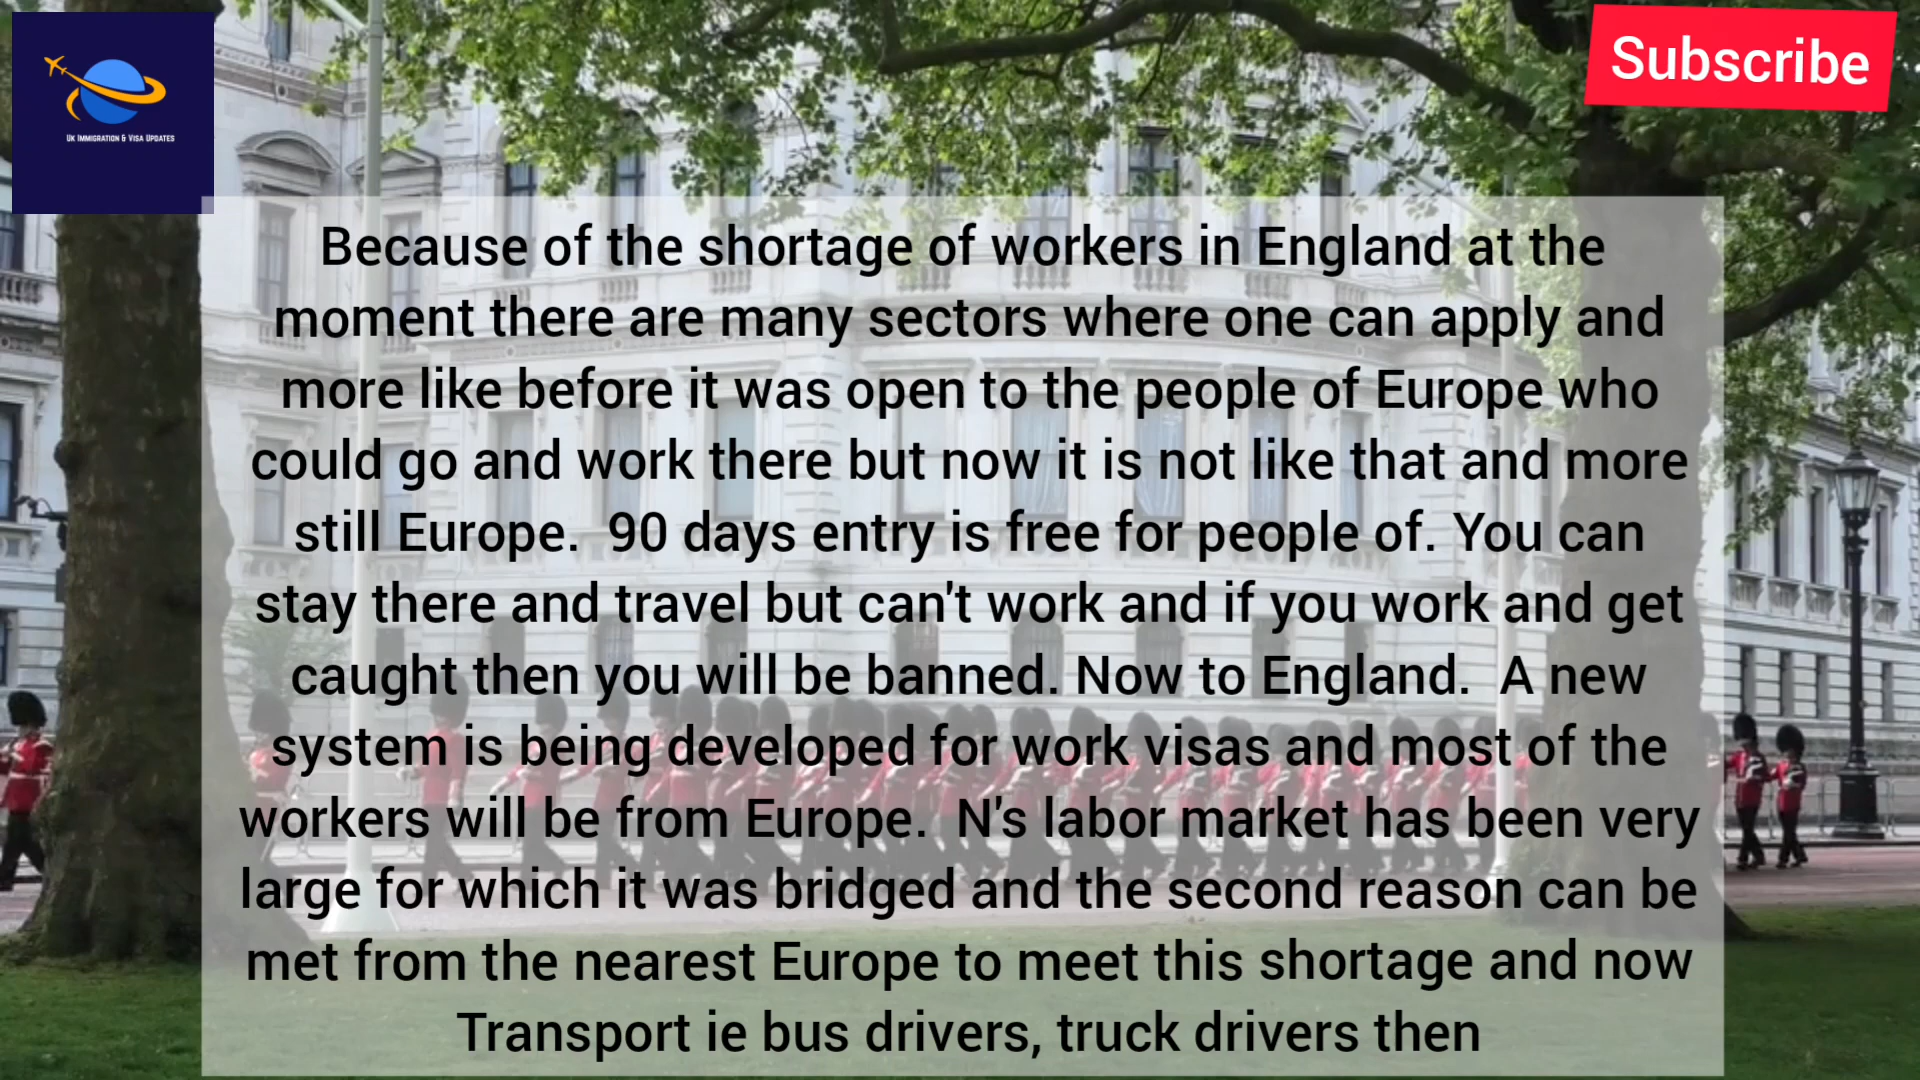 UK Immigration & Visa Updates
Subscribe
Because of the shortage of workers in England at the
moment there are many sectors where one can apply and
more like before it was open to the people of Europe who
could go and work there but now it is not like that and more
still Europe.  90 days entry is free for people of. You can
stay there and travel but can't work and if you work and get
caught then you will be banned. Now to England.  A new
system is being developed for work visas and most of the
workers will be from Europe.  N's labor market has been very
large for which it was bridged and the second reason can be
met from the nearest Europe to meet this shortage and now
Transport ie bus drivers, truck drivers then